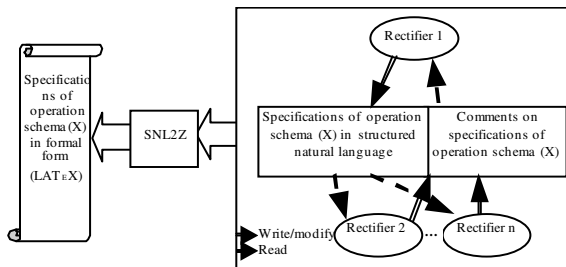 Specificatio
ns of
operation
schema (X)
in formal
form
(LATEX)
SNL2Z
Rectifier 1
Specifications of operation
schema (X) in structured
natural language
Comments on
specifications of
operation schema (X)
Write/modify
Read
Rectifier 2
...
Rectifier n